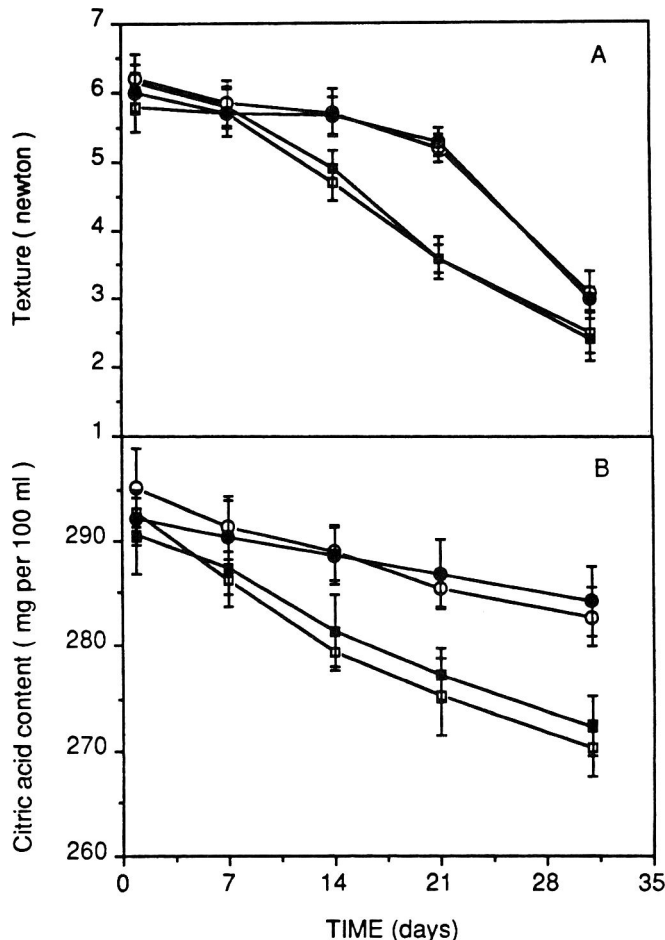 7
6
5
4
3
2
1
Texture ( newton)
A
290
280
270
260
Citric acid content ( mg per 100 ml )
B
0 7 14 21 28 35
TIME (days)